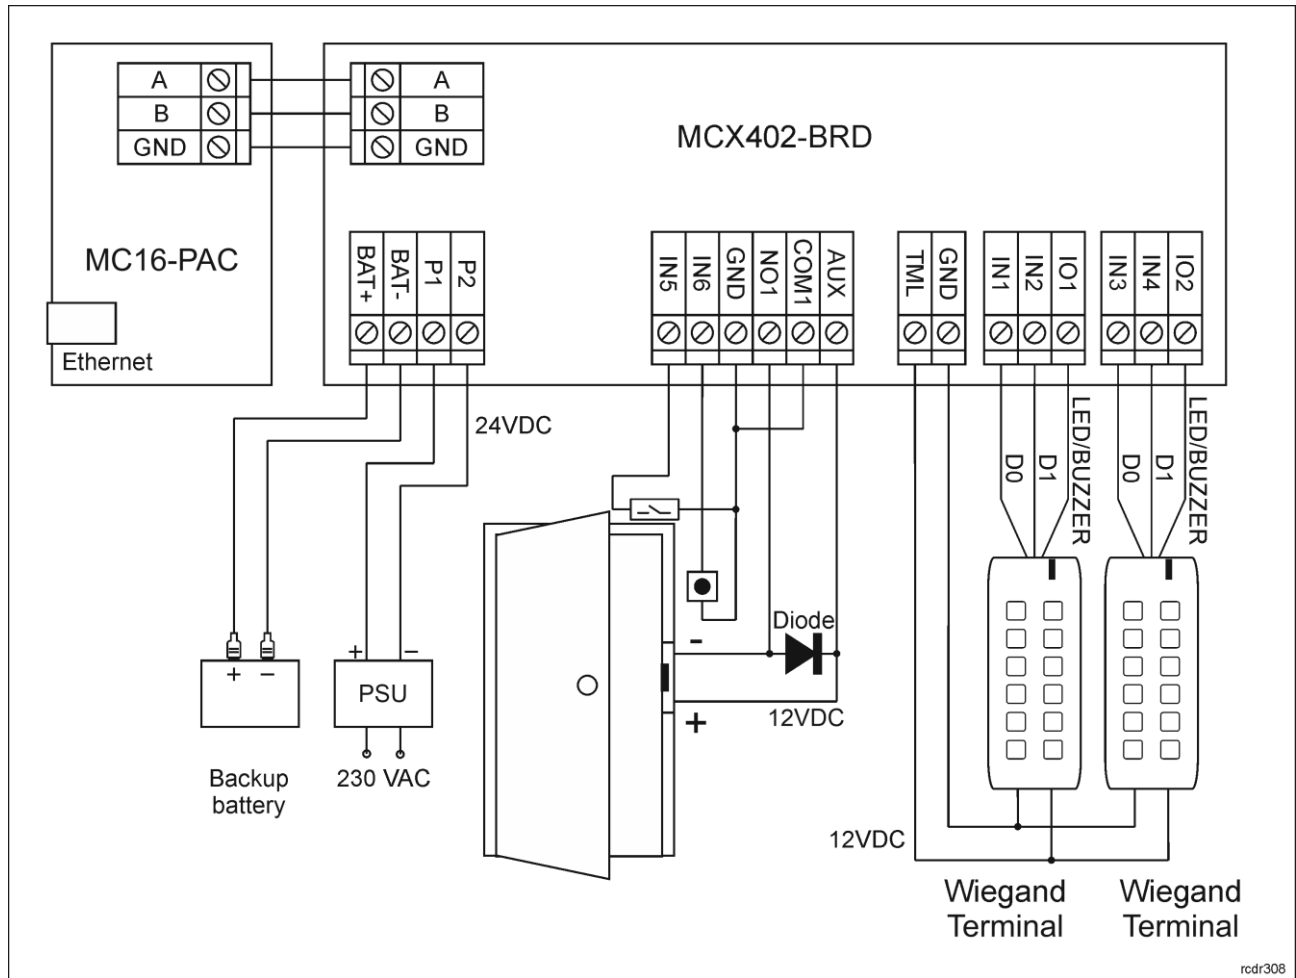 A
A
B
B
GND
GND
MCX402-BRD
MC16-PAC
Ethernet
BAT+
BAT-
P1
P2
IN5
IN6
GND
NO1
COM1
AUX
TML
GND
IN1
IN2
IO1
IN3
IN4
IO2
24VDC
D0
D1
LED/BUZZER
D0
D1
LED/BUZZER
+
−
PSU
+
−
230 VAC
Backup
battery
Diode
-
+
12VDC
12VDC
Wiegand
Terminal
Wiegand
Terminal
rcdr308